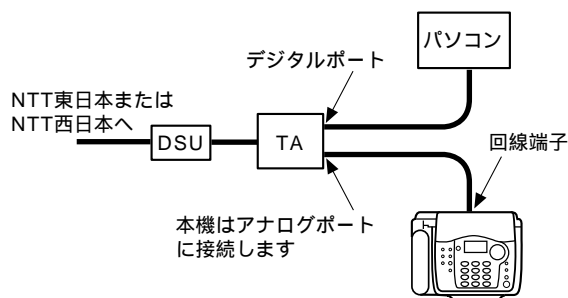 パソコン
デジタルポート
NTT東日本または
NTT西日本へ
DSU
TA
回線端子
本機はアナログポート
に接続します